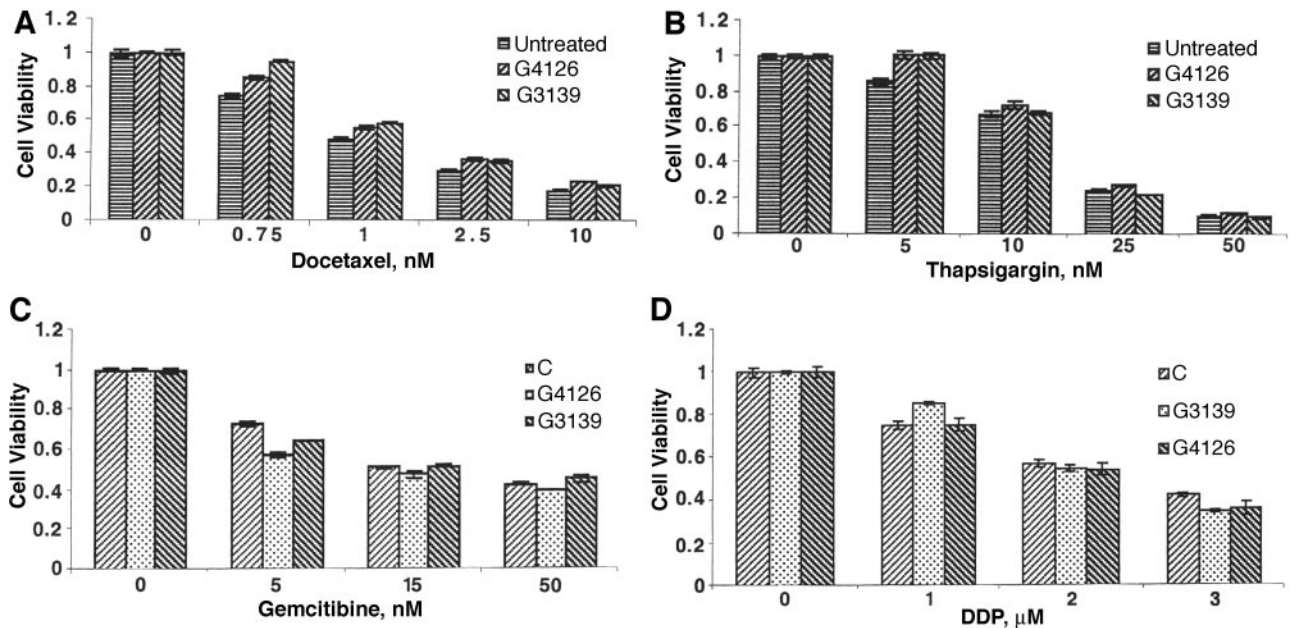 A
Cell Viability
1.2
1
0.8
0.6
0.4
0.2
0
Untreated
G4126
G3139
0 0.75 1 2.5 10
Docetaxel, nM
B
Cell Viability
1.2
1
0.8
0.6
0.4
0.2
0
Untreated
G4126
G3139
0 5 10 25 50
Thapsigargin, nM
C
Cell Viability
1.2
1
0.8
0.6
0.4
0.2
0
C
G4126
G3139
0 5 15 50
Gemcitibine, nM
D
Cell Viability
1.2
1
0.8
0.6
0.4
0.2
0
C
G3139
G4126
0 1 2 3
DDP, μM